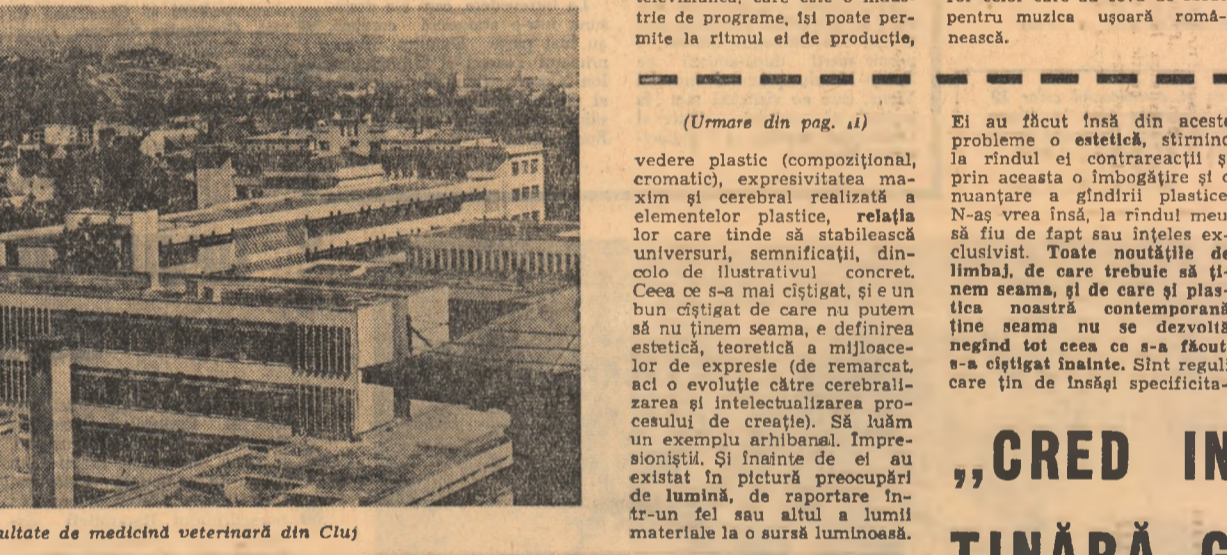 trie de programe, își poate per-
mite la ritmul ei de producție,
pentru muzica ușoară româ-
nească.
(Urmare din pag. )
vedere plastic (compozițional,
cromatic), expresivitatea ma-
xim și cerebral realizată a
elementelor plastice, relația
lor care tinde să stabilească
universuri, semnificații, din-
colo de ilustrativul concret.
Ceea ce s-a mai cîștigat, și e un
bun cîștigat de care nu putem
să nu ținem seama, e definirea
estetică, teoretică a mijloace-
lor de expresie (de remarcat,
aci o evoluție către cerebrali-
zarea și intelectualizarea pro-
cesului de creație). Să luăm
un exemplu arhibanal. Impre-
sioniștii. Și înainte de ei au
existat în pictură preocupări
de lumină, de raportare în-
tr-un fel sau altul a lumii
materiale la o sursă luminoasă.
Ei au făcut însă din aceste
probleme o estetică, stîrnind
la rîndul ei contrareacții ș
prin aceasta o îmbogățire și o
nuanțare a gîndirii plastice
N-aș vrea însă, la rîndul meu
să fiu de fapt sau înțeles ex-
clusivist. Toate noutățile de
limbaj, de care trebuie să ți-
nem seama, și de care și plas-
tica noastră contemporană
ține seama nu se dezvoltă
negînd tot ceea ce s-a făcut
s-a cîștigat înainte. Sînt reguli
care țin de însăși specificita-
„CRED IN
TINĂRĂ
ultate de medicină veterinară din Cluj